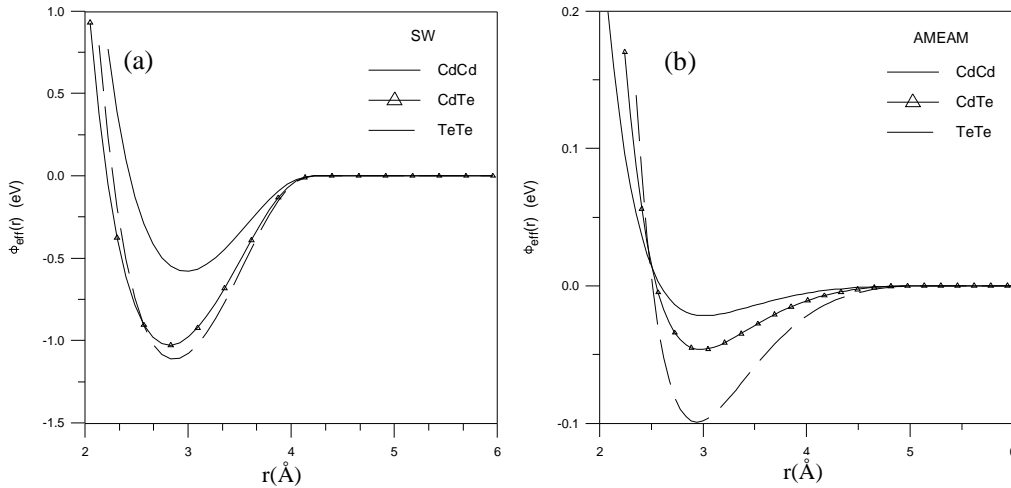 1.0
0.5
0.0
-0.5
-1.0
-1.5
ϕeff(r) (eV)
(a)
SW
CdCd
CdTe
TeTe
2 3 4 5 6
r(Å)
0.2
0.1
0.0
-0.1
ϕeff(r) (eV)
(b)
AMEAM
CdCd
CdTe
TeTe
2 3 4 5 6
r(Å)